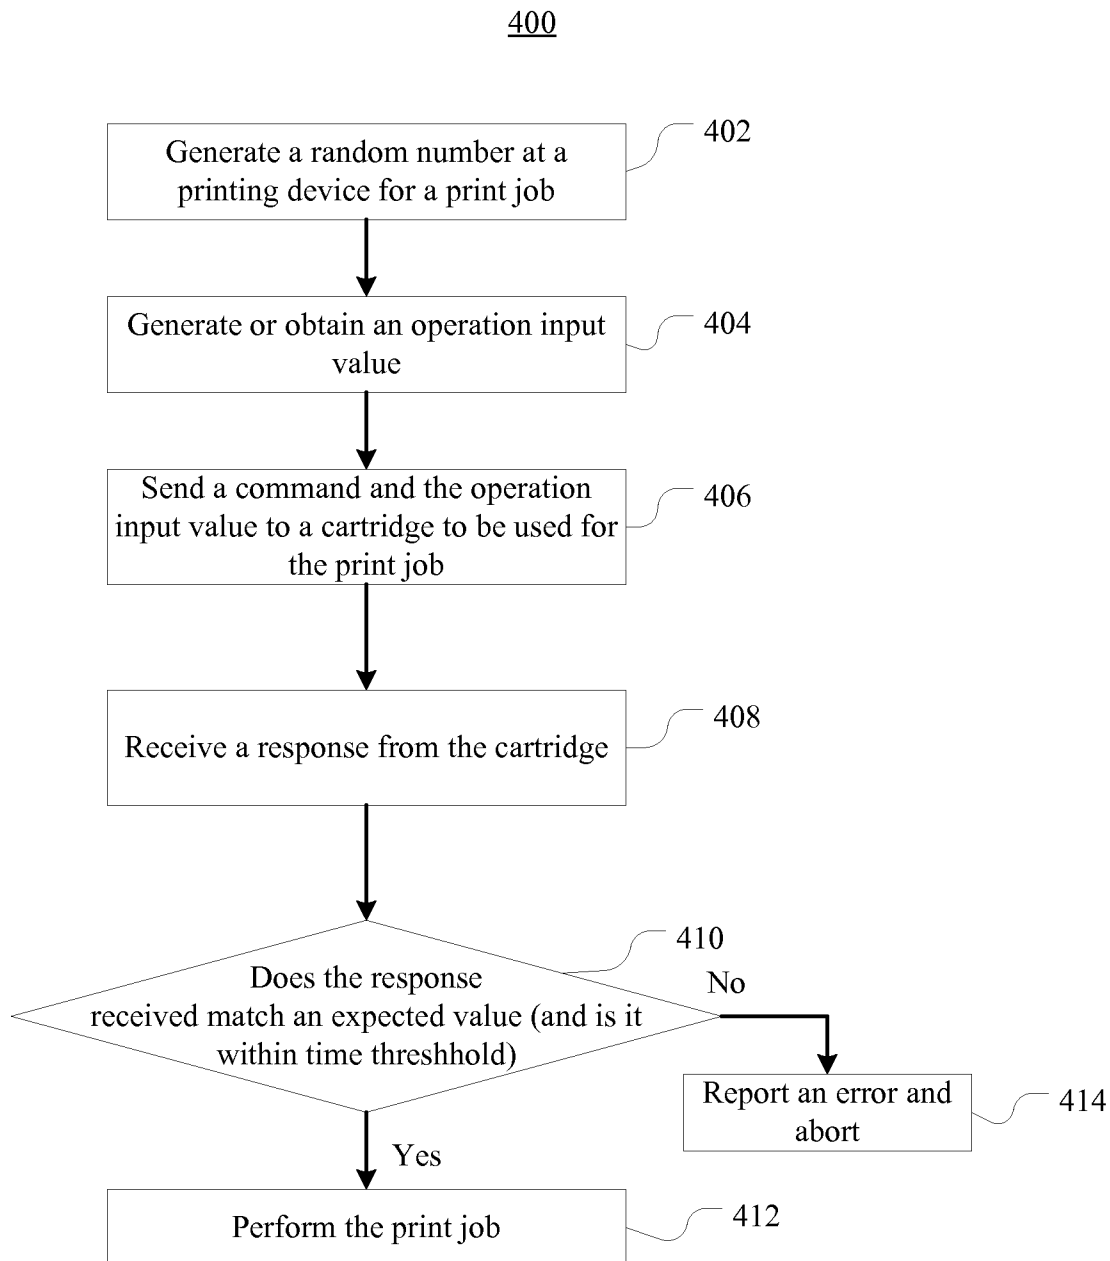 400
Generate a random number at a
printing device for a print job
402
Generate or obtain an operation input
value
404
Send a command and the operation
input value to a cartridge to be used for
the print job
406
Receive a response from the cartridge
408
Does the response
received match an expected value (and is it
within time threshhold)
410
No
Report an error and
abort
414
Yes
Perform the print job
412